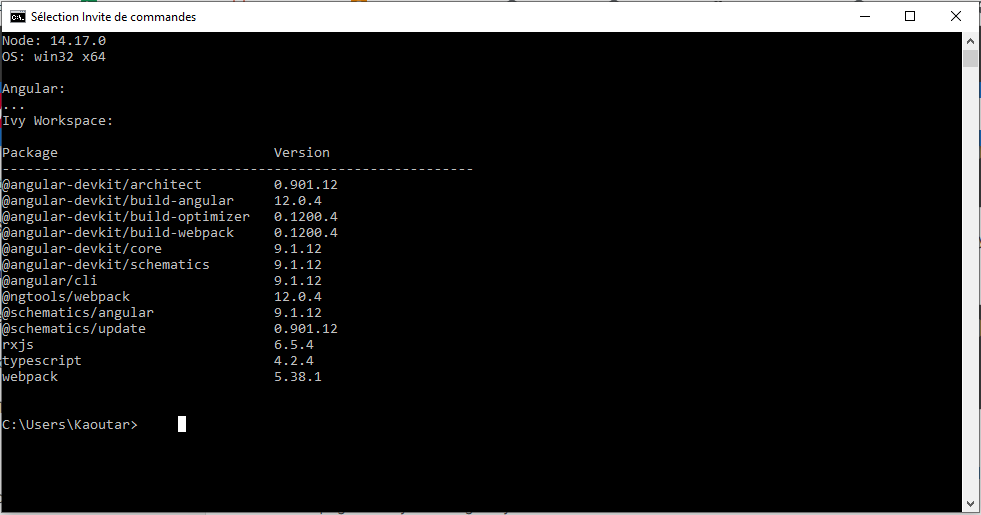 Sélection Invite de commandes
Node: 14.17.0
OS: win32 x64
Angular:
...
Ivy Workspace:
Package Version
-----------------------------------------------------------
@angular-devkit/architect 0.901.12
@angular-devkit/build-angular 12.0.4
@angular-devkit/build-optimizer 0.1200.4
@angular-devkit/build-webpack 0.1200.4
@angular-devkit/core 9.1.12
@angular-devkit/schematics 9.1.12
@angular/cli 9.1.12
@ngtools/webpack 12.0.4
@schematics/angular 9.1.12
@schematics/update 0.901.12
rxjs 6.5.4
typescript 4.2.4
webpack 5.38.1
C:\Users\Kaoutar>